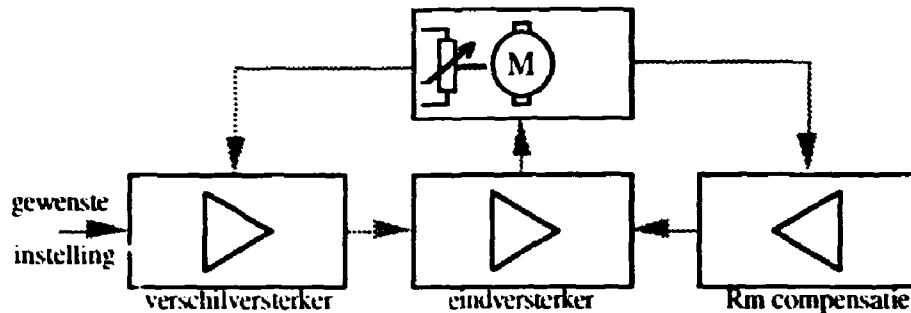 M
gewenste
instelling
verschilversterker
eindversterker
Rm compensatie